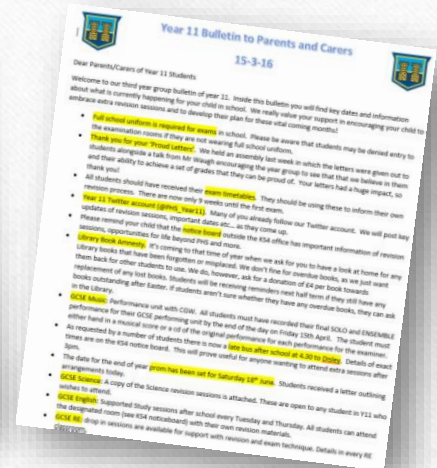 Year 11 Bulletin to Parents and Carers
15-3-16
Dear Parents/Carers of Year 11 Students
Welcome to our third year group bulletin of year 11. Inside this bulletin you will find key dates and information
about what is currently happening for your child in school. We really value your support in encouraging your child to
embrace extra revision sessions and to develop their plan for these vital coming months!
• Full school uniform is required for exams in school. Please be aware that students may be denied entry to
the examination rooms if they are not wearing full school uniform.
• Thank you for your 'Proud Letters'. We held an assembly last week in which the letters were given out to
students alongside a talk from Mr Waugh encouraging the year group to see that we believe in them
and their ability to achieve a set of grades that they can be proud of. Your letters had a huge impact, so
thank you!
• All students should have received their exam timetables. They should be using these to inform their own
revision process. There are now only 9 weeks until the first exam.
• Year 11 Twitter account (@PHS_Year11). Many of you already follow our Twitter account. We will post key
updates of revision sessions, important dates etc... as they come up.
• Please remind your child that the notice board outside the KS4 office has important information of revision
sessions, opportunities for life beyond PHS and more.
• Library Book Amnesty. It's coming to that time of year when we ask for you to have a look at home for any
Library books that have been forgotten or misplaced. We don't fine for overdue books, as we just want
them back for other students to use. We do, however, ask for a donation of £4 per book towards
replacement of any lost books. Students will be receiving reminders next half term if they still have any
books outstanding after Easter. If students aren't sure whether they have any overdue books, they can ask
in the Library.
• GCSE Music: Performance unit with CGW. All students must have recorded their final SOLO and ENSEMBLE
performance for their GCSE performing unit by the end of the day on Friday 15th April. The student must
either hand in a musical score or a cd of the original performance for each performance for the examiner.
• As requested by a number of students there is now a late bus after school at 4.30 to Disley. Details of exact
times are on the KS4 notice board. This will prove useful for anyone wanting to attend extra sessions after
3pm.
• The date for the end of year prom has been set for Saturday 18th June. Students received a letter outlining
arrangements today.
• GCSE Science: A copy of the Science revision sessions is attached. These are open to any student in Y11 who
wishes to attend.
• GCSE English: Supported Study sessions after school every Tuesday and Thursday. All students can attend
the designated room (see KS4 noticeboard) with their own revision materials.
• GCSE RE: drop in sessions are available for support with revision and exam technique. Details in every RE